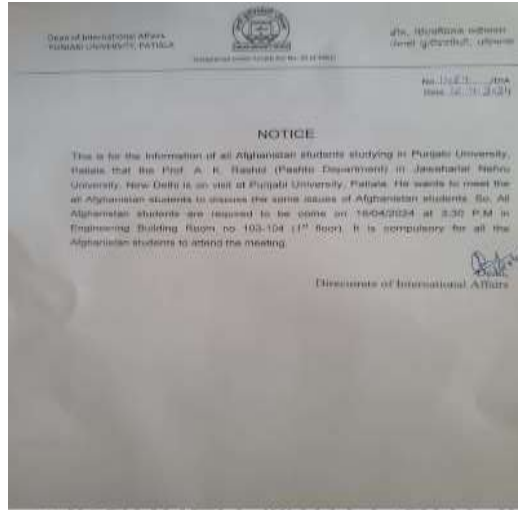 Dean of International Affairs
PUNJABI UNIVERSITY, PATIALA
NOTICE
This is for the information of all Afghanistan students studying in Punjabi University,
Patiala that the Prof. A. K. Rashid (Pashto Department) in Jawaharlal Nehru
University, New Delhi is on visit at Punjabi University, Patiala. He wants to meet the
all Afghanistan students to discuss the some issues of Afghanistan students. So, All
Afghanistan students are required to be come on 16/04/2024 at 3:30 P.M in
Engineering Building Room no 103-104 (1st floor). It is compulsory for all the
Afghanistan students to attend the meeting.
Directorate of International Affairs